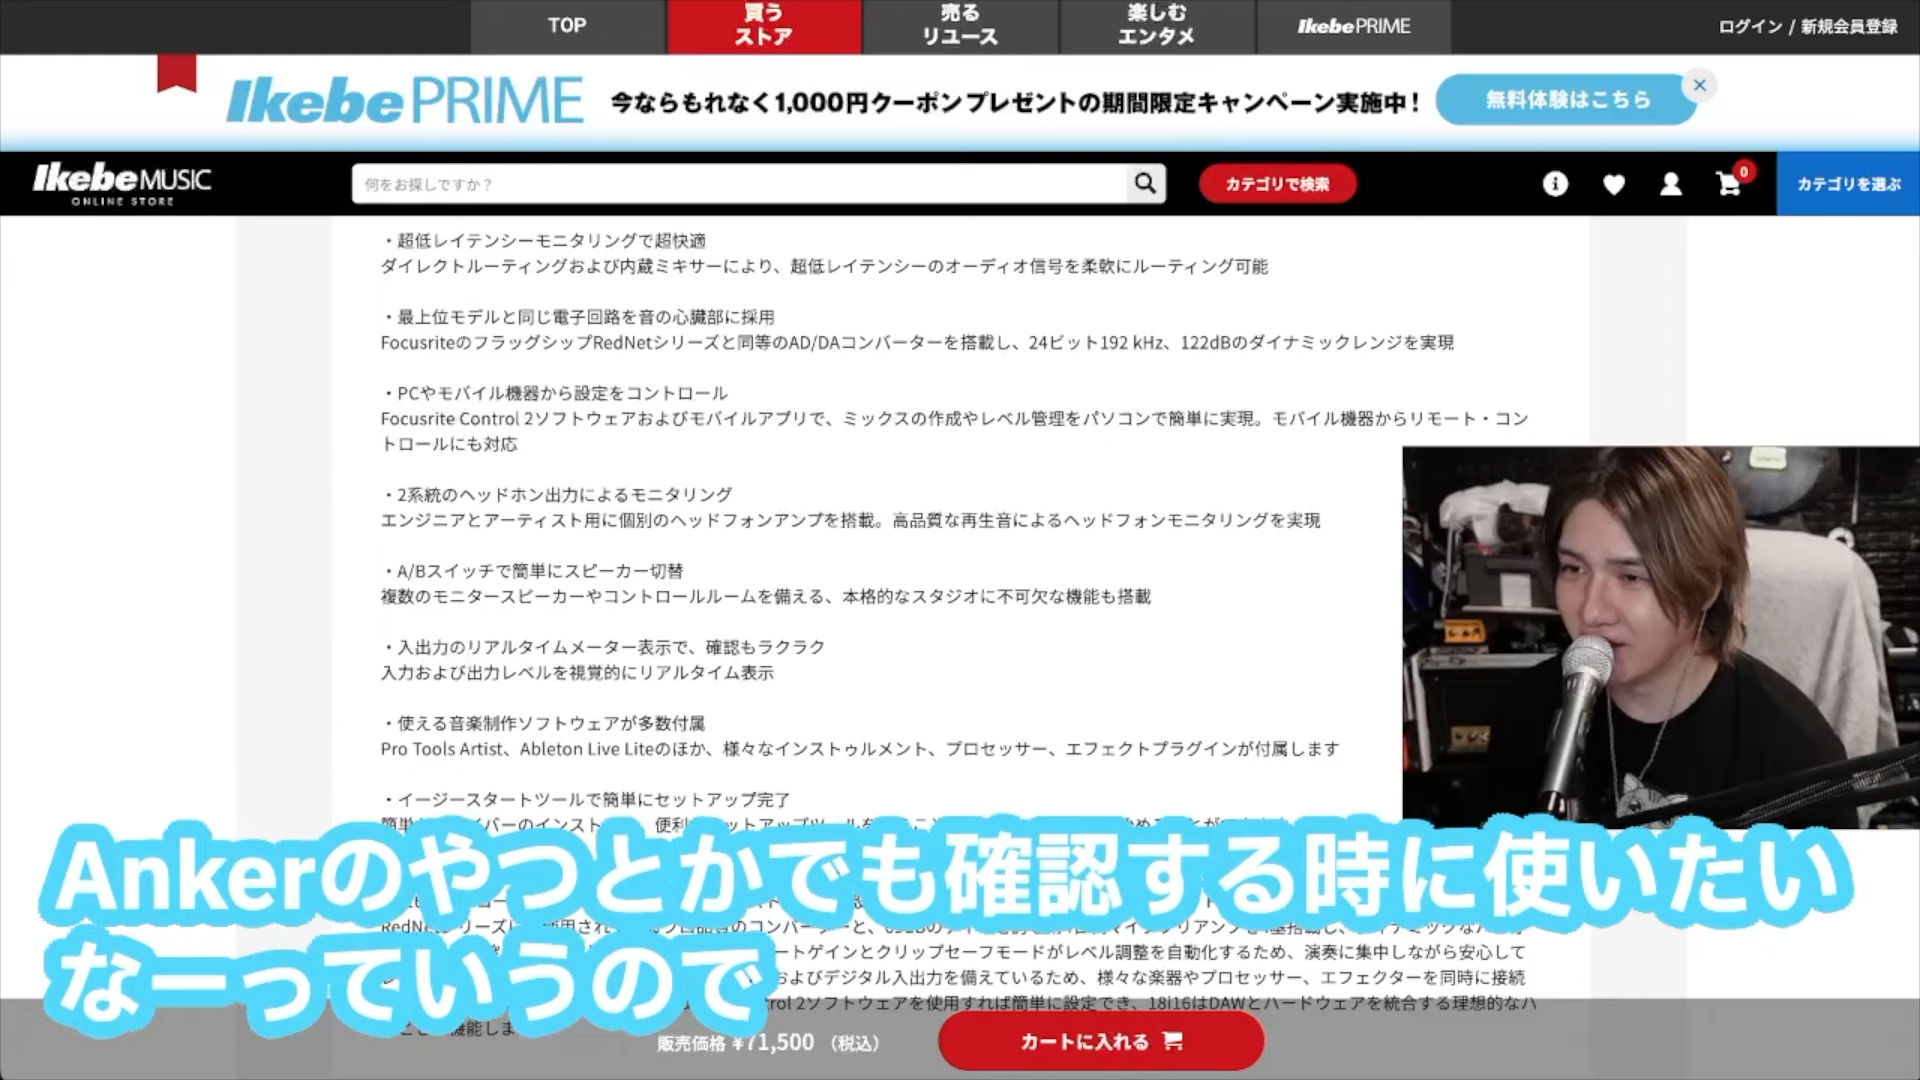 TOP
買う
ストア
売る
リユース
楽しむ
エンタメ
Ikebe PRIME
ログイン / 新規会員登録
Ikebe PRIME 今ならもれなく1,000円クーポンプレゼントの期間限定キャンペーン実施中! 無料体験はこちら
Ikebe MUSIC
ONLINE STORE
何をお探しですか?
カテゴリで検索
0
カテゴリを選ぶ
・超低レイテンシーモニタリングで超快適
ダイレクトルーティングおよび内蔵ミキサーにより、超低レイテンシーのオーディオ信号を柔軟にルーティング可能
・最上位モデルと同じ電子回路を音の心臓部に採用
FocusriteのフラッグシップRedNetシリーズと同等のAD/DAコンバーターを搭載し、24ビット192 kHz、122dBのダイナミックレンジを実現
・PCやモバイル機器から設定をコントロール
Focusrite Control 2ソフトウェアおよびモバイルアプリで、ミックスの作成やレベル管理をパソコンで簡単に実現。モバイル機器からリモート・コン
トロールにも対応
・2系統のヘッドホン出力によるモニタリング
エンジニアとアーティスト用に個別のヘッドフォンアンプを搭載。高品質な再生音によるヘッドフォンモニタリングを実現
・A/Bスイッチで簡単にスピーカー切替
複数のモニタースピーカーやコントロールルームを備える、本格的なスタジオに不可欠な機能も搭載
・入出力のリアルタイムメーター表示で、確認もラクラク
入力および出力レベルを視覚的にリアルタイム表示
・使える音楽制作ソフトウェアが多数付属
Pro Tools Artist、Ableton Live Liteのほか、様々なインストゥルメント、プロセッサー、エフェクトプラグインが付属します
・イージースタートツールで簡単にセットアップ完了
Ankerのやつとかでも確認する時に使いたい
なーっていうので
ートゲインとクリップセーフモードがレベル調整を自動化するため、演奏に集中しながら安心して
およびデジタル入出力を備えているため、様々な楽器やプロセッサー、エフェクターを同時に接続
ol 2ソフトウェアを使用すれば簡単に設定でき、18i16はDAWとハードウェアを統合する理想的なハ
販売価格 ¥71,500 (税込)
カートに入れる